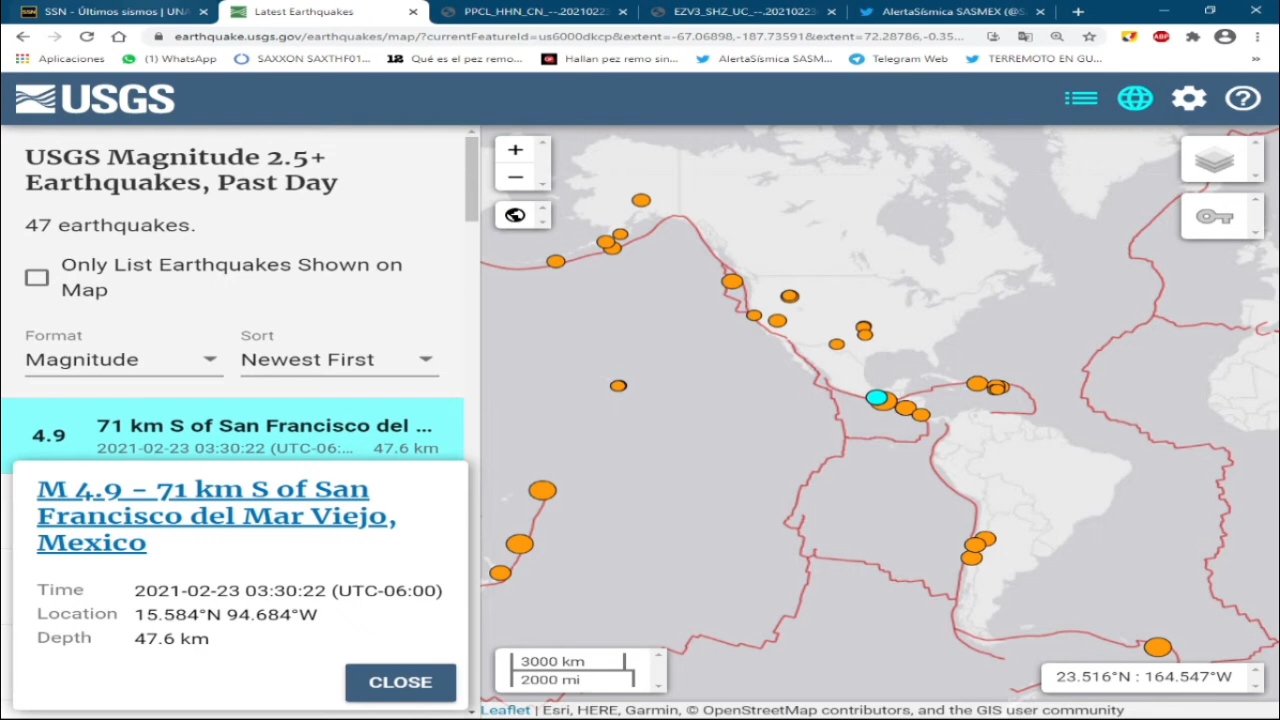 SSN - Últimos sismos | UNA
Latest Earthquakes
PPCL_HHN_CN_--.2021022
EZV3_SHZ_UC_--.20210223
AlertaSísmica SASMEX (@S
earthquake.usgs.gov/earthquakes/map/?currentFeatureId=us6000dkcp&extent=-67.06898,-187.73591&extent=72.28786,-0.35...
ABP
Aplicaciones
(1) WhatsApp
SAXXON SAXTHF01...
12 Qué es el pez remo...
Hallan pez remo sin...
AlertaSísmica SASM...
Telegram Web
TERREMOTO EN GU...
»
USGS
USGS Magnitude 2.5+
Earthquakes, Past Day
47 earthquakes.
Only List Earthquakes Shown on
Map
Format
Sort
Magnitude
Newest First
4.9
71 km S of San Francisco del ...
2021-02-23 03:30:22 (UTC-06:...
47.6 km
M 4.9 - 71 km S of San
Francisco del Mar Viejo,
Mexico
Time 2021-02-23 03:30:22 (UTC-06:00)
Location 15.584°N 94.684°W
Depth 47.6 km
CLOSE
+
−
3000 km
2000 mi
23.516°N : 164.547°W
Leaflet | Esri, HERE, Garmin, © OpenStreetMap contributors, and the GIS user community